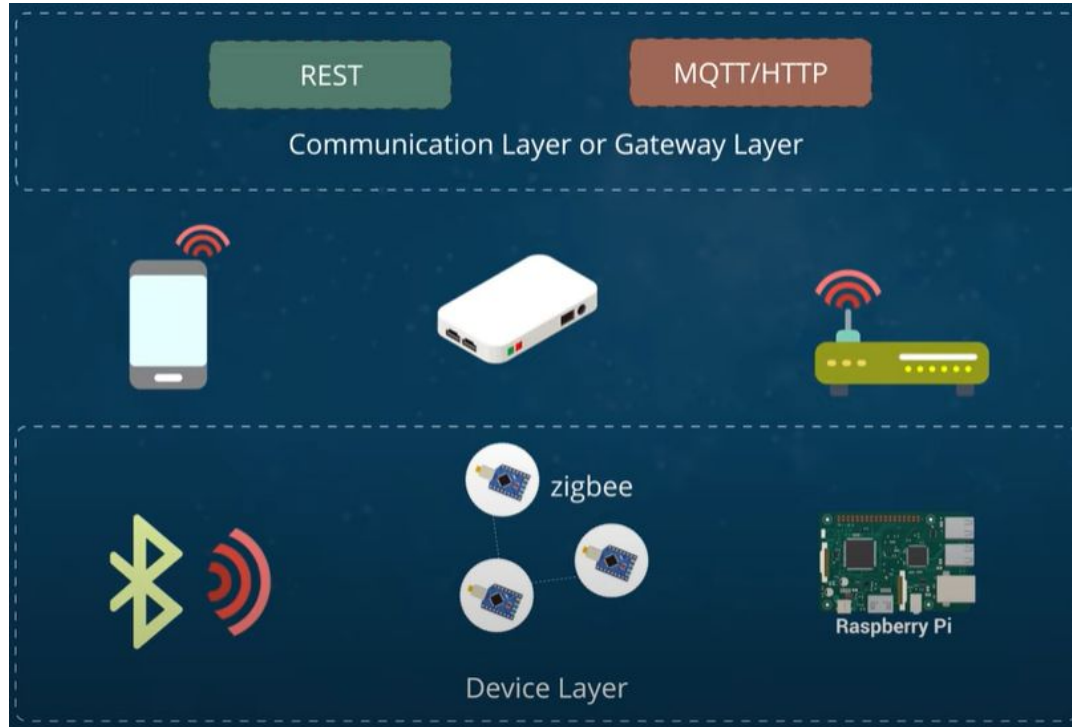 REST
MQTT/HTTP
Communication Layer or Gateway Layer
zigbee
Raspberry Pi
Device Layer